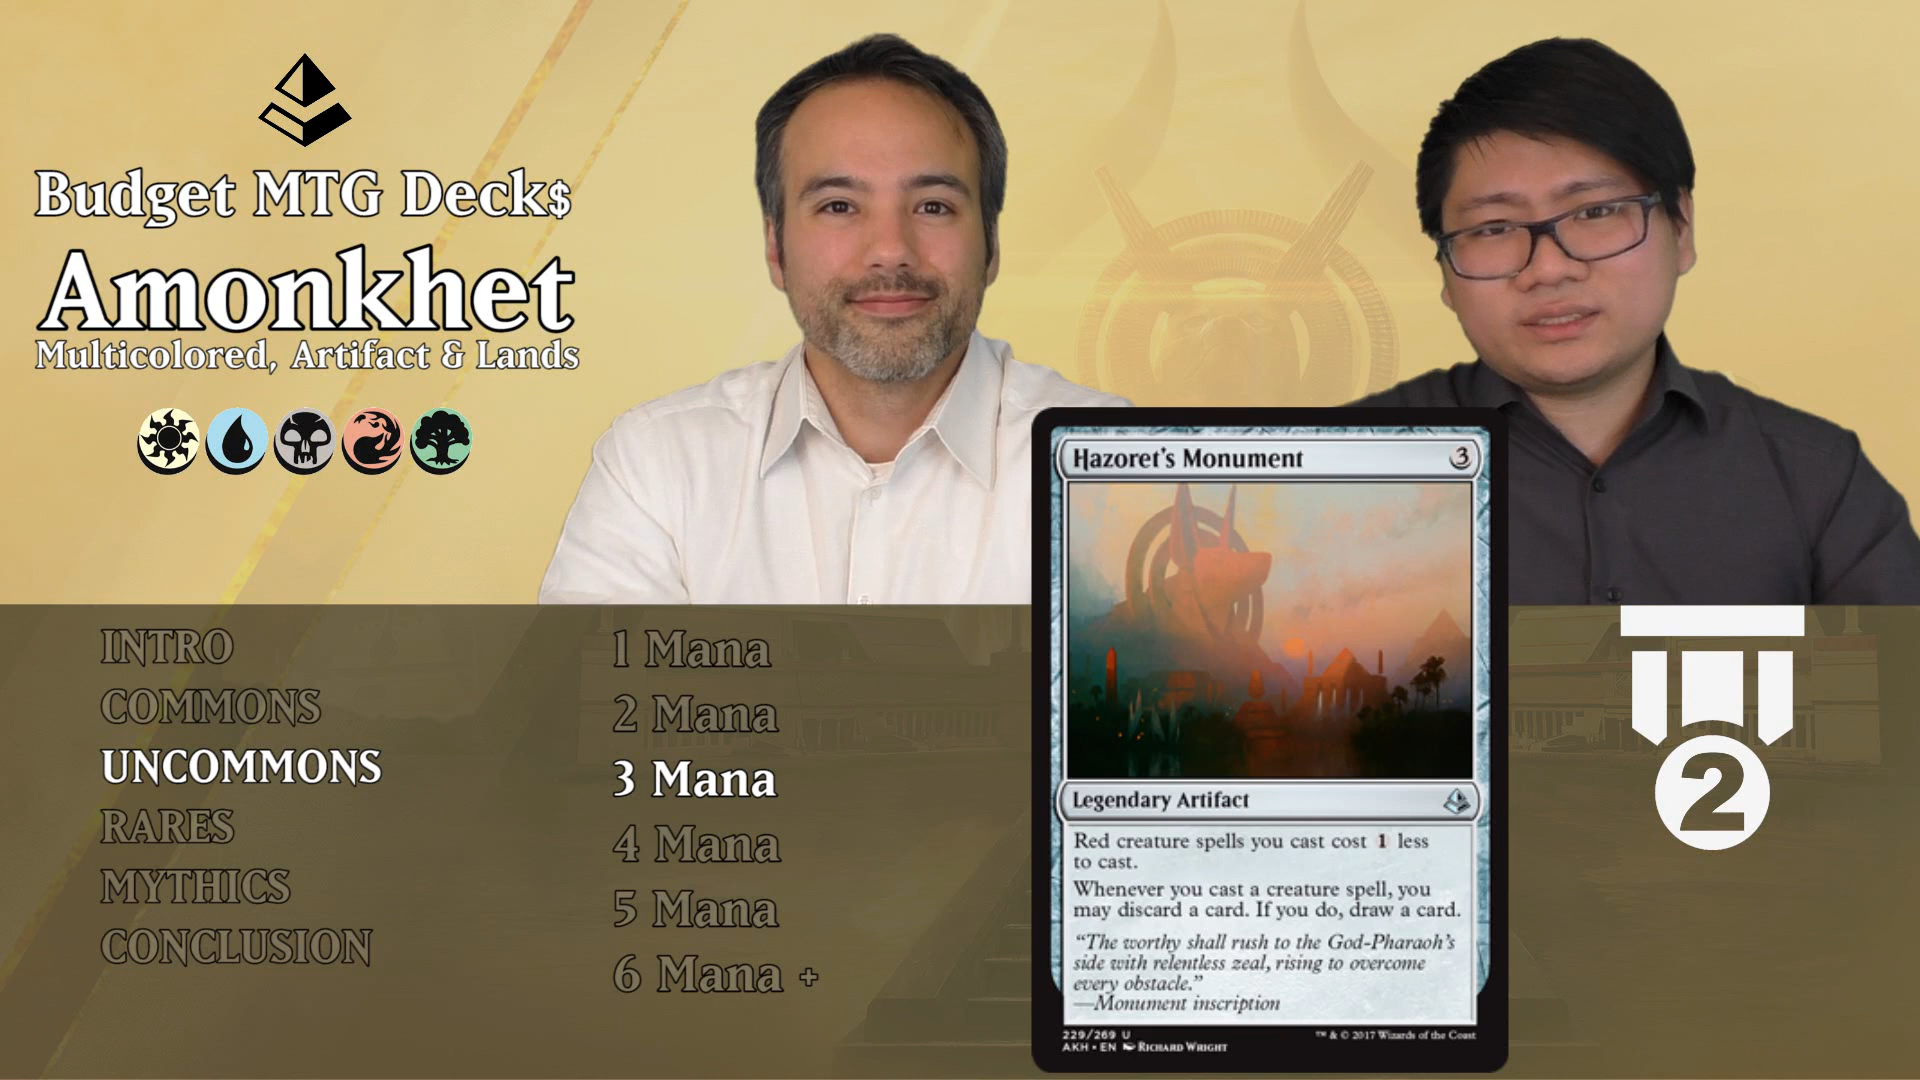 Budget MTG Deck$
Amonkhet
Multicolored, Artifact & Lands
INTRO
COMMONS
UNCOMMONS
RARES
MYTHICS
CONCLUSION
1 Mana
2 Mana
3 Mana
4 Mana
5 Mana
6 Mana +
Hazoret's Monument 3
Legendary Artifact
Red creature spells you cast cost 1 less
to cast.
Whenever you cast a creature spell, you
may discard a card. If you do, draw a card.
“The worthy shall rush to the God-Pharaoh's
side with relentless zeal, rising to overcome
every obstacle.”
—Monument inscription
229/269 U
AKH • EN Richard Wright
™ & © 2017 Wizards of the Coast
2